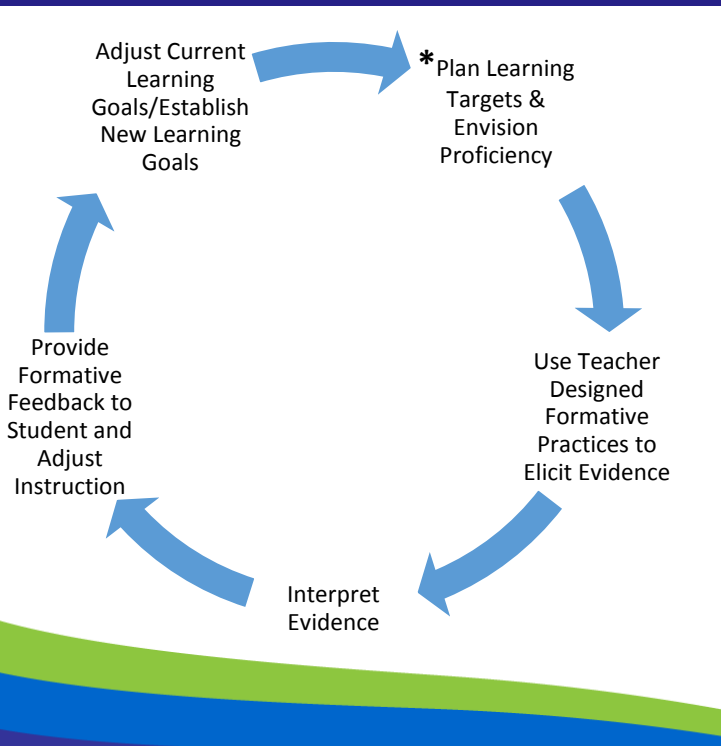 *Plan Learning
Targets &
Envision
Proficiency
Use Teacher
Designed
Formative
Practices to
Elicit Evidence
Interpret
Evidence
Provide
Formative
Feedback to
Student and
Adjust
Instruction
Adjust Current
Learning
Goals/Establish
New Learning
Goals